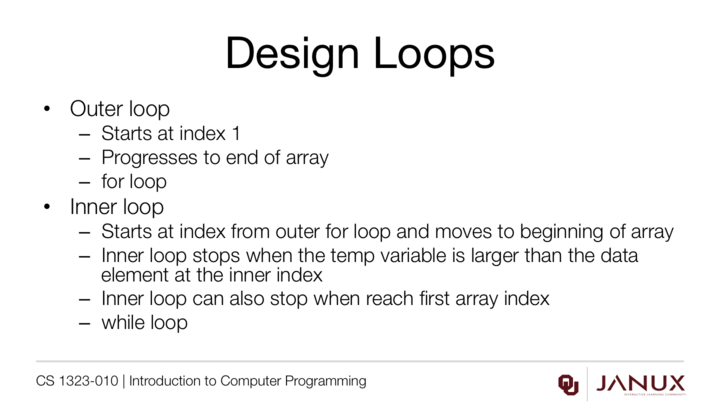 Design Loops
• Outer loop
– Starts at index 1
– Progresses to end of array
– for loop
• Inner loop
– Starts at index from outer for loop and moves to beginning of array
– Inner loop stops when the temp variable is larger than the data
element at the inner index
– Inner loop can also stop when reach first array index
– while loop
CS 1323-010 | Introduction to Computer Programming
OU JANUX
INTERACTIVE LEARNING COMMUNITY